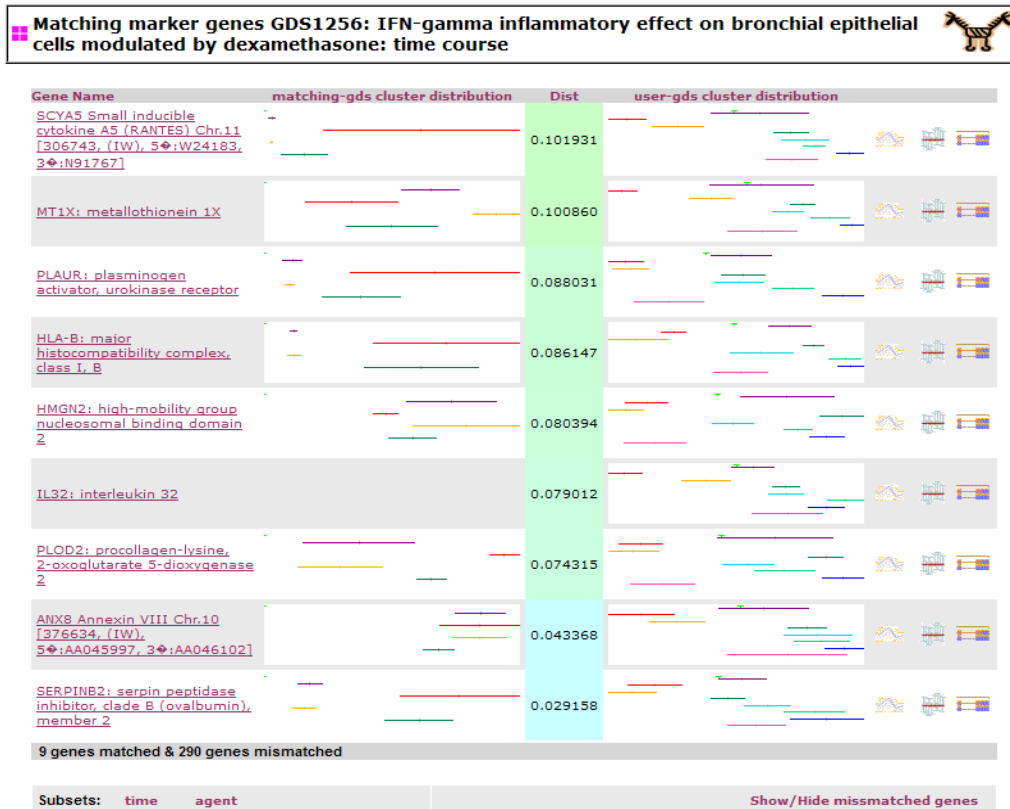 Matching marker genes GDS1256: IFN-gamma inflammatory effect on bronchial epithelial
cells modulated by dexamethasone: time course
Gene Name matching-gds cluster distribution Dist user-gds cluster distribution
SCYA5 Small inducible
cytokine A5 (RANTES) Chr.11
[306743, (IW), 5�:W24183,
3�:N91767]
0.101931
MT1X: metallothionein 1X
0.100860
PLAUR: plasminogen
activator, urokinase receptor
0.088031
HLA-B: major
histocompatibility complex,
class I, B
0.086147
HMGN2: high-mobility group
nucleosomal binding domain
2
0.080394
IL32: interleukin 32
0.079012
PLOD2: procollagen-lysine,
2-oxoglutarate 5-dioxygenase
2
0.074315
ANX8 Annexin VIII Chr.10
[376634, (IW),
5�:AA045997, 3�:AA046102]
0.043368
SERPINB2: serpin peptidase
inhibitor, clade B (ovalbumin),
member 2
0.029158
9 genes matched & 290 genes mismatched
Subsets: time agent Show/Hide missmatched genes